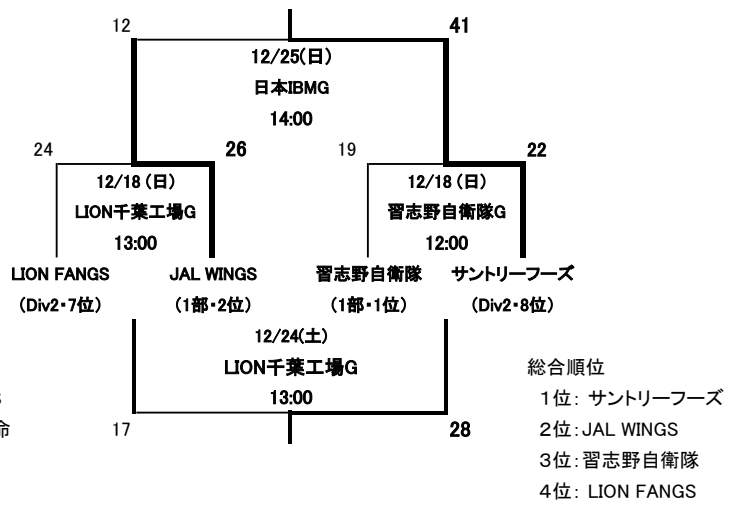 12 41
12/25(日)
日本IBMG
14:00
24 26 19 22
12/18 (日) 12/18 (日)
LION千葉工場G 習志野自衛隊G
13:00 12:00
LION FANGS JAL WINGS 習志野自衛隊 サントリーフーズ
(Div2・7位) (1部・2位) (1部・1位) (Div2・8位)
12/24(土)
LION千葉工場G
13:00
17 28
総合順位
1位: サントリーフーズ
2位:JAL WINGS
3位:習志野自衛隊
4位: LION FANGS